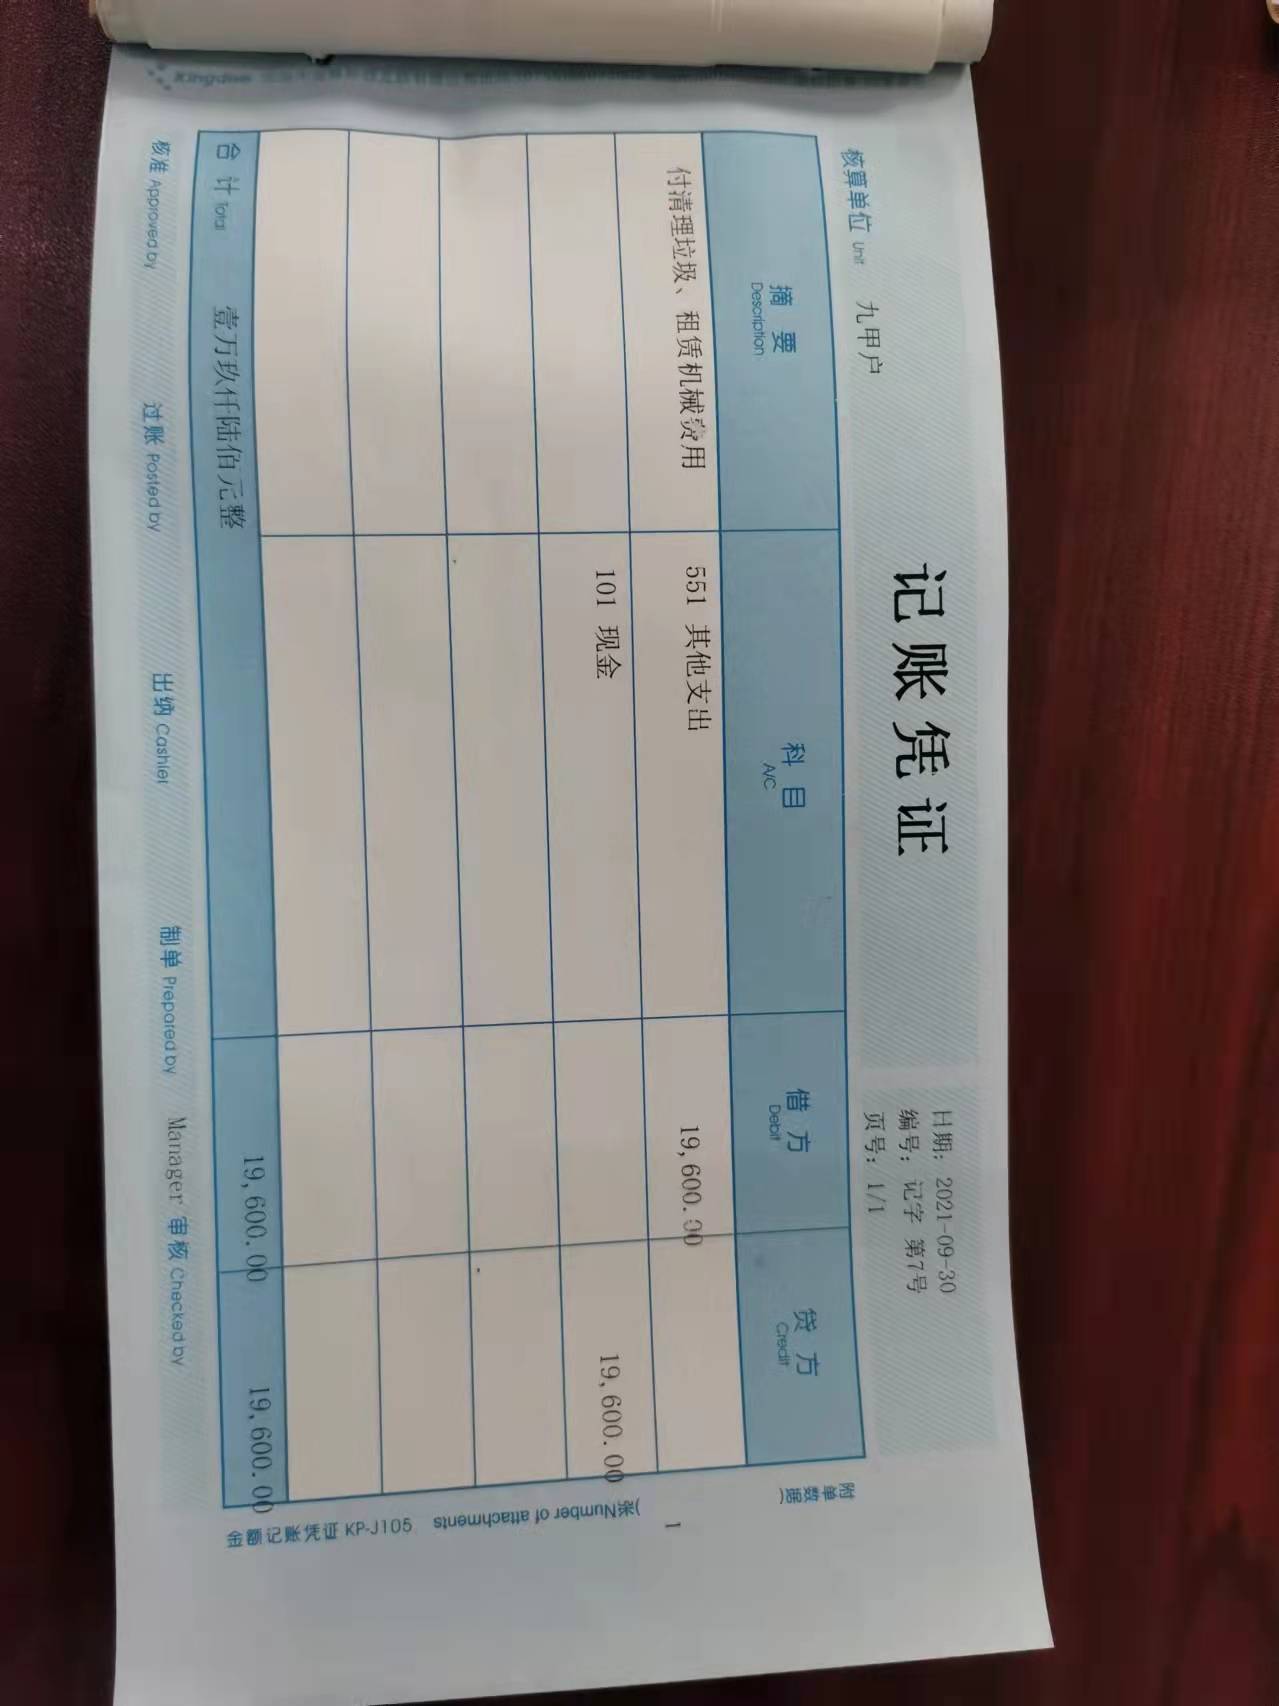 Kingdee
记账凭证
日期: 2021-09-30
编号: 记字 第7号
页号: 1/1
核算单位 Unit 九甲户
摘 要 科 目 借 方 贷 方
Description A/C Debit Credit
付清理垃圾、租赁机械费用 551 其他支出 19,600.00
101 现金 19,600.00
合 计 Total 壹万玖仟陆佰元整 19,600.00 19,600.00
核准 Approved by 过账 Posted by 出纳 Cashier 制单 Prepared by Manager 审核 Checked by
附单据数(
1
)张Number of attachments
金额记账凭证 KP-J105